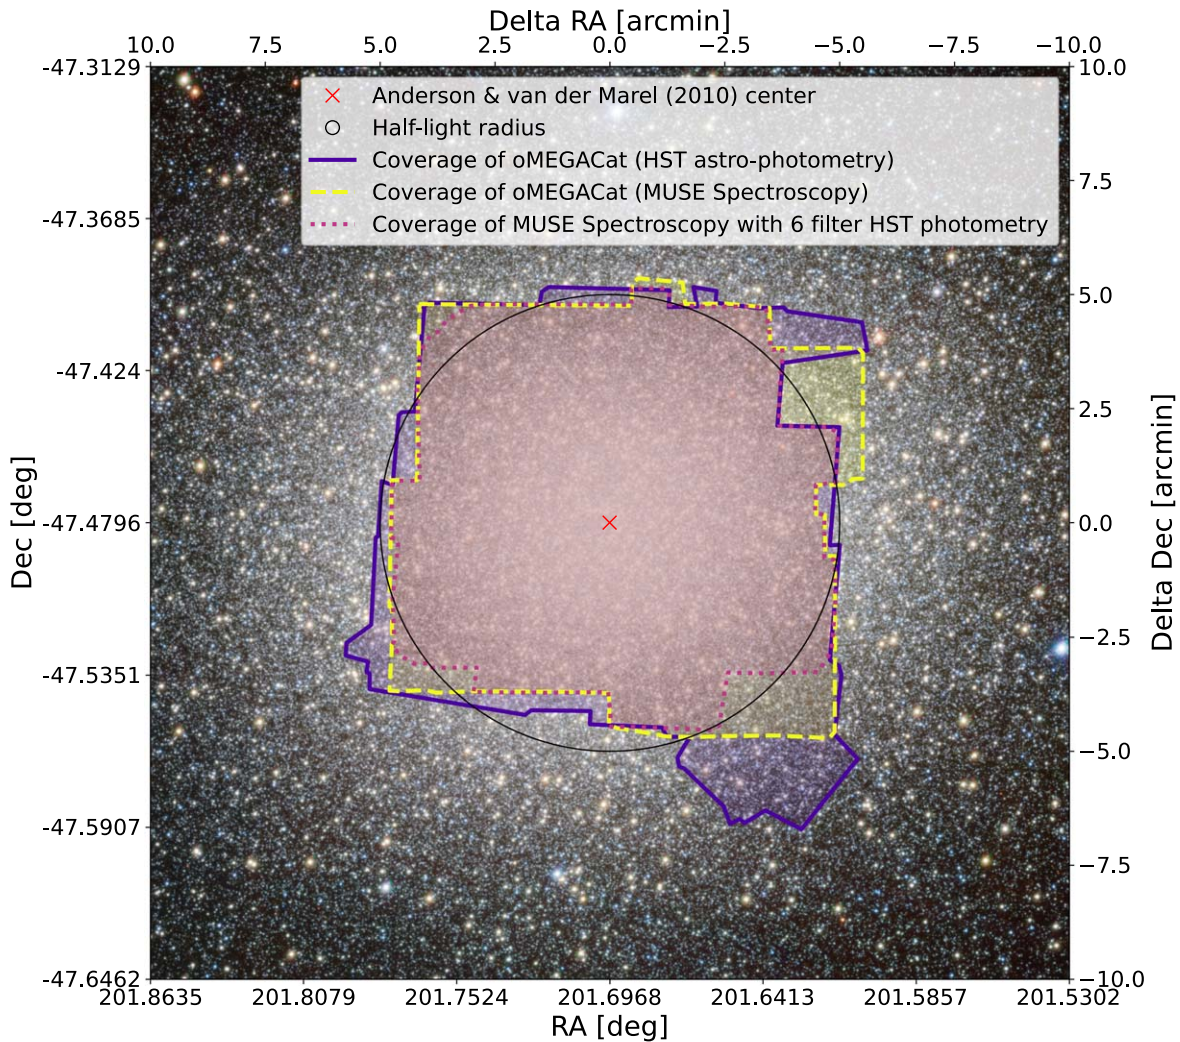 Delta RA [arcmin]
10.0 7.5 5.0 2.5 0.0 −2.5 −5.0 −7.5 −10.0
Anderson & van der Marel (2010) center
Half-light radius
Coverage of oMEGACat (HST astro-photometry)
Coverage of oMEGACat (MUSE Spectroscopy)
Coverage of MUSE Spectroscopy with 6 filter HST photometry
Dec [deg]
-47.3129
-47.3685
-47.424
-47.4796
-47.5351
-47.5907
-47.6462
10.0
7.5
5.0
2.5
0.0
−2.5
−5.0
−7.5
−10.0
Delta Dec [arcmin]
201.8635 201.8079 201.7524 201.6968 201.6413 201.5857 201.5302
RA [deg]